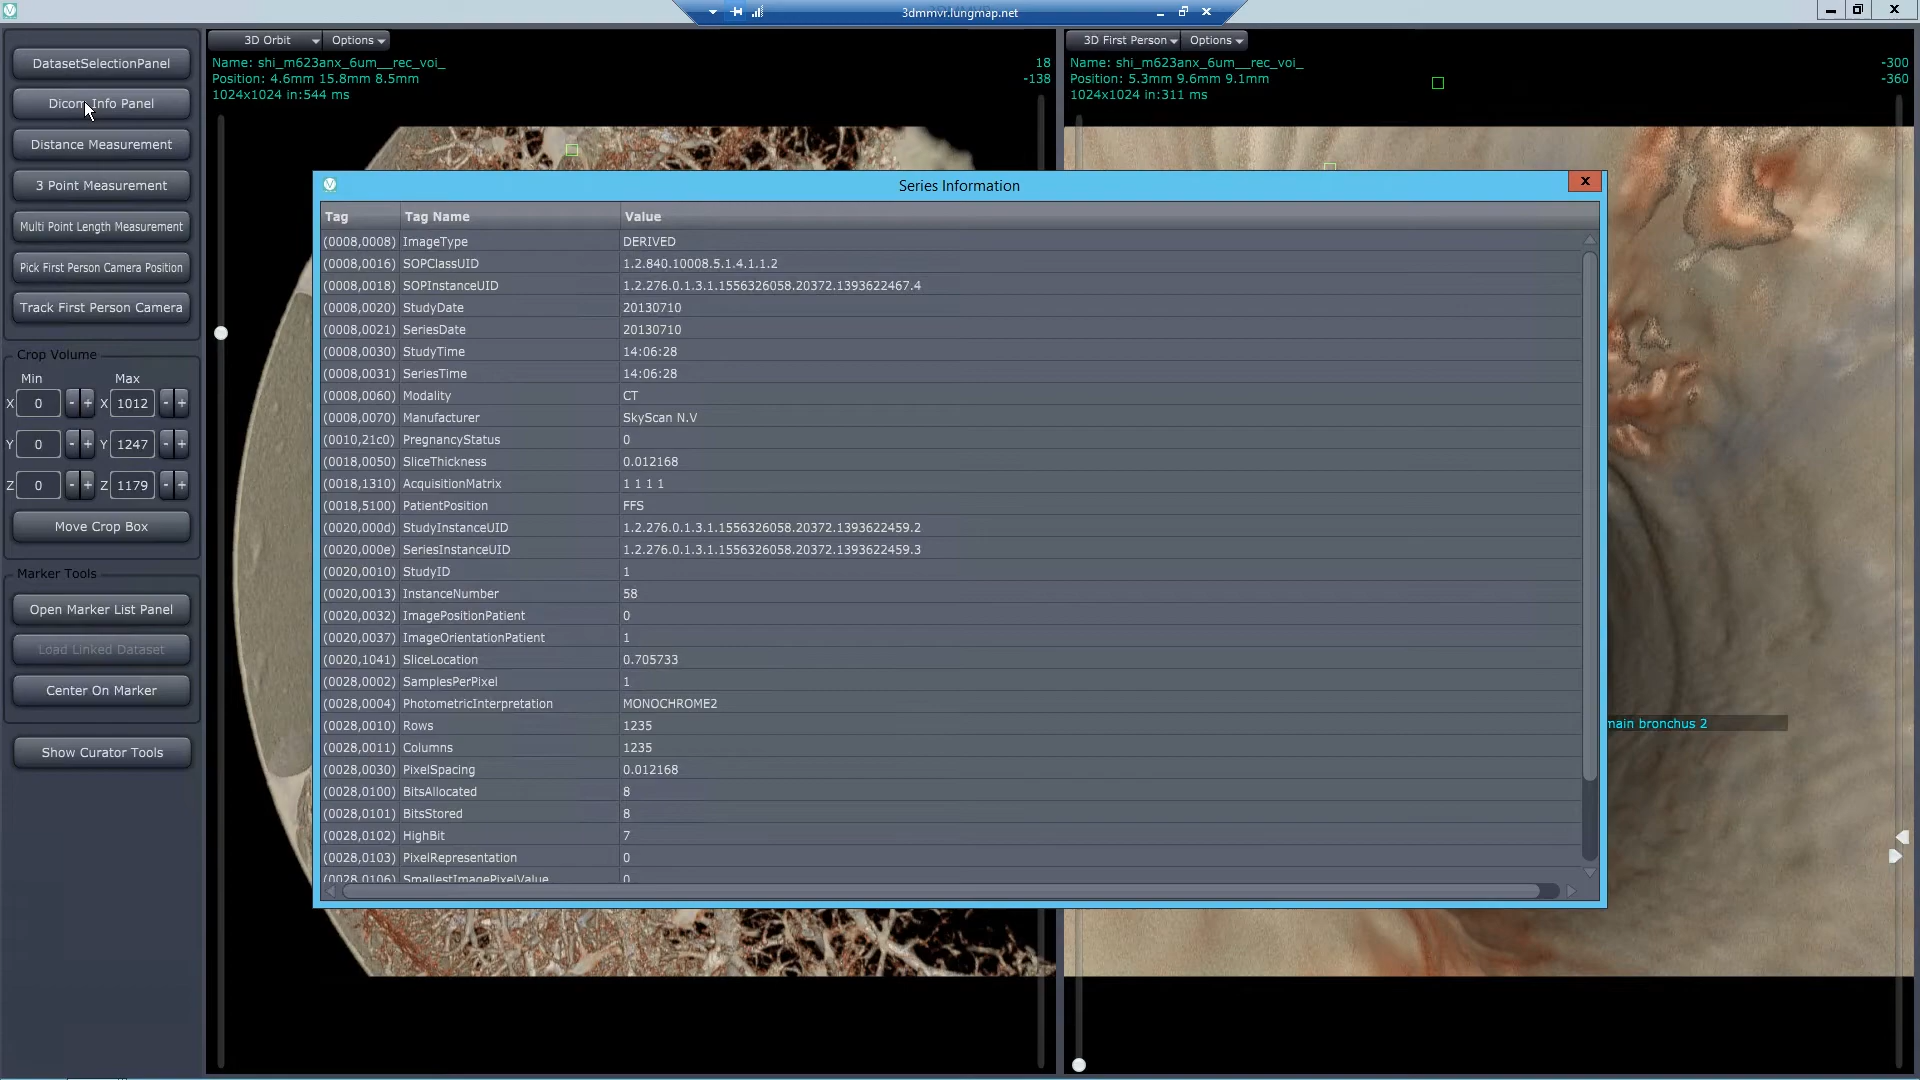 3dmmvr.lungmap.net
DatasetSelectionPanel
Dicom Info Panel
Distance Measurement
3 Point Measurement
Multi Point Length Measurement
Pick First Person Camera Position
Track First Person Camera
Crop Volume
Min Max
X 0 - + X 1012 - +
Y 0 - + Y 1247 - +
Z 0 - + Z 1179 - +
Move Crop Box
Marker Tools
Open Marker List Panel
Load Linked Dataset
Center On Marker
Show Curator Tools
3D Orbit Options
Name: shi_m623anx_6um__rec_voi_ 18
Position: 4.6mm 15.8mm 8.5mm -138
1024x1024 in:544 ms
3D First Person Options
Name: shi_m623anx_6um__rec_voi_ -300
Position: 5.3mm 9.6mm 9.1mm -360
1024x1024 in:311 ms
Series Information
Tag Tag Name Value
(0008,0008) ImageType DERIVED
(0008,0016) SOPClassUID 1.2.840.10008.5.1.4.1.1.2
(0008,0018) SOPInstanceUID 1.2.276.0.1.3.1.1556326058.20372.1393622467.4
(0008,0020) StudyDate 20130710
(0008,0021) SeriesDate 20130710
(0008,0030) StudyTime 14:06:28
(0008,0031) SeriesTime 14:06:28
(0008,0060) Modality CT
(0008,0070) Manufacturer SkyScan N.V
(0010,21c0) PregnancyStatus 0
(0018,0050) SliceThickness 0.012168
(0018,1310) AcquisitionMatrix 1 1 1 1
(0018,5100) PatientPosition FFS
(0020,000d) StudyInstanceUID 1.2.276.0.1.3.1.1556326058.20372.1393622459.2
(0020,000e) SeriesInstanceUID 1.2.276.0.1.3.1.1556326058.20372.1393622459.3
(0020,0010) StudyID 1
(0020,0013) InstanceNumber 58
(0020,0032) ImagePositionPatient 0
(0020,0037) ImageOrientationPatient 1
(0020,1041) SliceLocation 0.705733
(0028,0002) SamplesPerPixel 1
(0028,0004) PhotometricInterpretation MONOCHROME2
(0028,0010) Rows 1235
(0028,0011) Columns 1235
(0028,0030) PixelSpacing 0.012168
(0028,0100) BitsAllocated 8
(0028,0101) BitsStored 8
(0028,0102) HighBit 7
(0028,0103) PixelRepresentation 0
(0028,0106) SmallestImagePixelValue 0
main bronchus 2